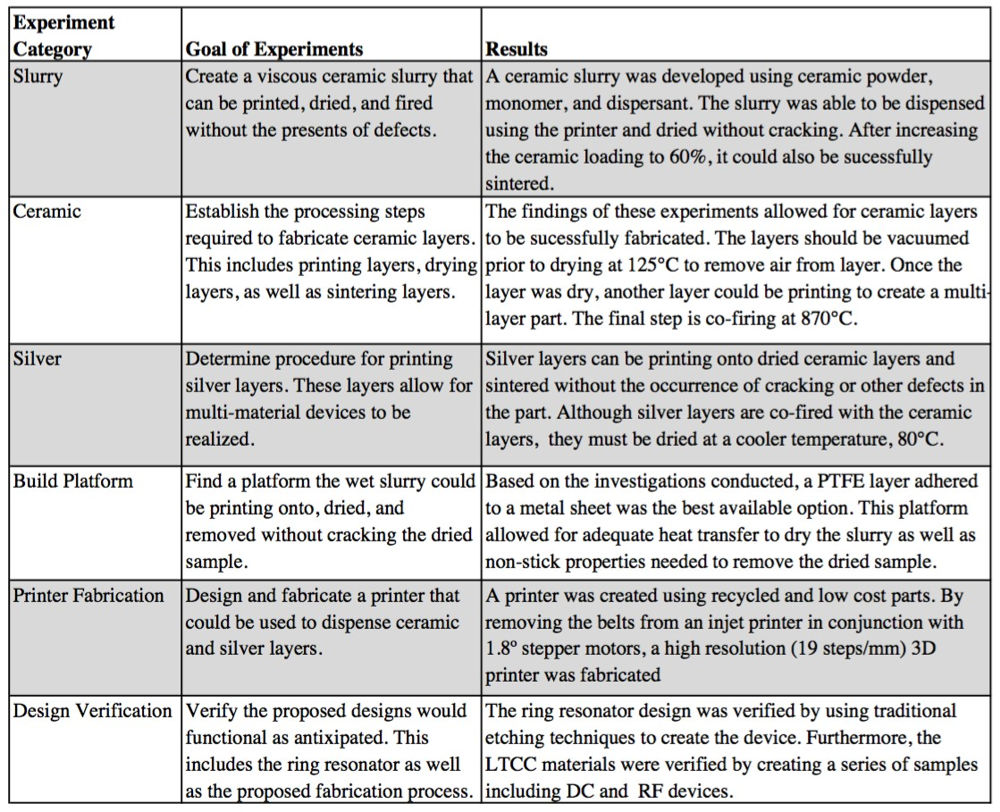 Experiment
Category
Goal of Experiments
Results
Slurry
Create a viscous ceramic slurry that
can be printed, dried, and fired
without the presents of defects.
A ceramic slurry was developed using ceramic powder,
monomer, and dispersant. The slurry was able to be dispensed
using the printer and dried without cracking. After increasing
the ceramic loading to 60%, it could also be sucessfully
sintered.
Ceramic
Establish the processing steps
required to fabricate ceramic layers.
This includes printing layers, drying
layers, as well as sintering layers.
The findings of these experiments allowed for ceramic layers
to be sucessfully fabricated. The layers should be vacuumed
prior to drying at 125°C to remove air from layer. Once the
layer was dry, another layer could be printing to create a multi-
layer part. The final step is co-firing at 870°C.
Silver
Determine procedure for printing
silver layers. These layers allow for
multi-material devices to be
realized.
Silver layers can be printing onto dried ceramic layers and
sintered without the occurrence of cracking or other defects in
the part. Although silver layers are co-fired with the ceramic
layers, they must be dried at a cooler temperature, 80°C.
Build Platform
Find a platform the wet slurry could
be printing onto, dried, and
removed without cracking the dried
sample.
Based on the investigations conducted, a PTFE layer adhered
to a metal sheet was the best available option. This platform
allowed for adequate heat transfer to dry the slurry as well as
non-stick properties needed to remove the dried sample.
Printer Fabrication
Design and fabricate a printer that
could be used to dispense ceramic
and silver layers.
A printer was created using recycled and low cost parts. By
removing the belts from an injet printer in conjunction with
1.8º stepper motors, a high resolution (19 steps/mm) 3D
printer was fabricated
Design Verification
Verify the proposed designs would
functional as antixipated. This
includes the ring resonator as well
as the proposed fabrication process.
The ring resonator design was verified by using traditional
etching techniques to create the device. Furthermore, the
LTCC materials were verified by creating a series of samples
including DC and RF devices.